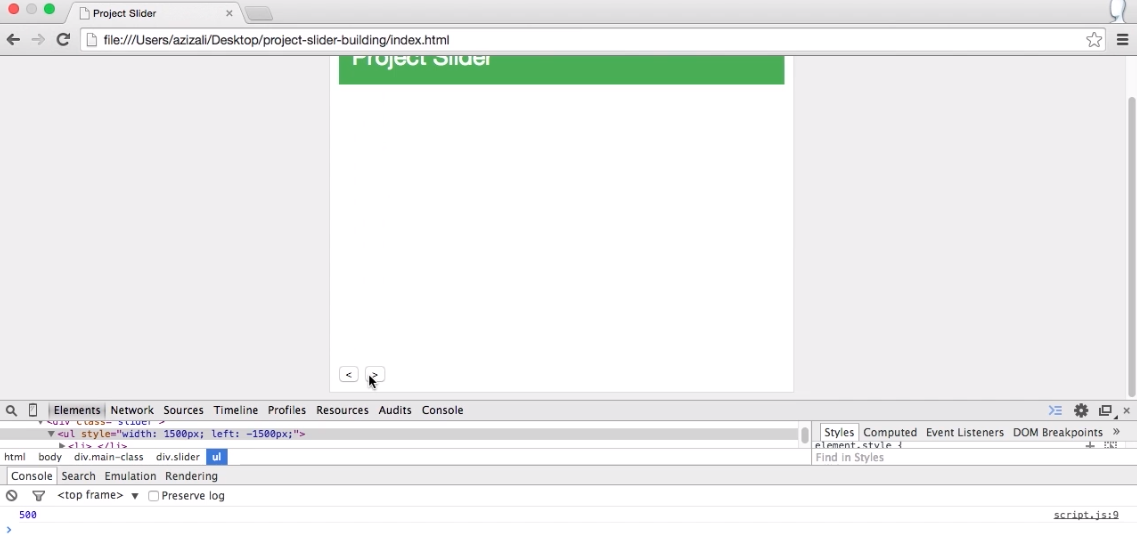 Project Slider
file:///Users/azizali/Desktop/project-slider-building/index.html
Project Slider
< >
Elements Network Sources Timeline Profiles Resources Audits Console
<div class="slider">
▼<ul style="width: 1500px; left: -1500px;">
▶<li>…</li>
Styles Computed Event Listeners DOM Breakpoints »
element.style {
html body div.main-class div.slider ul
Find in Styles
Console Search Emulation Rendering
<top frame> ▼ Preserve log
500 script.js:9
>